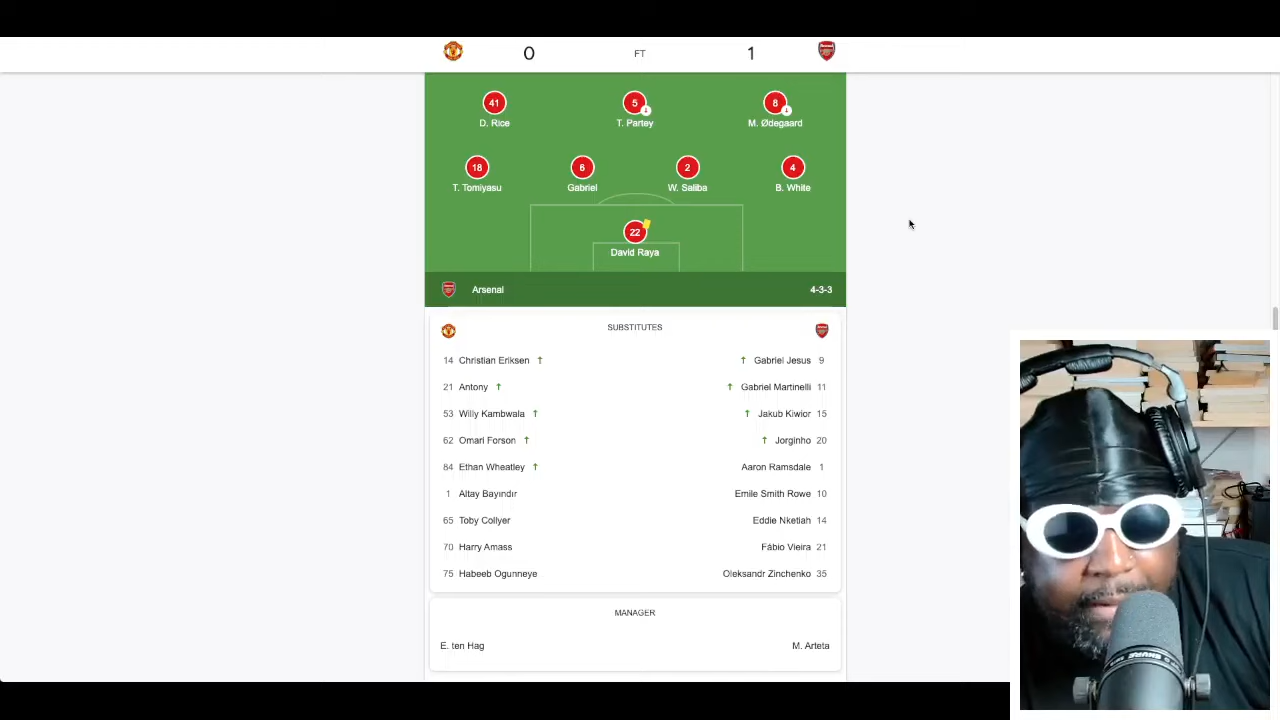 0 FT 1
41 5 8
D. Rice T. Partey M. Ødegaard
18 6 2 4
T. Tomiyasu Gabriel W. Saliba B. White
22
David Raya
Arsenal 4-3-3
SUBSTITUTES
14 Christian Eriksen ↑ ↑ Gabriel Jesus 9
21 Antony ↑ ↑ Gabriel Martinelli 11
53 Willy Kambwala ↑ ↑ Jakub Kiwior 15
62 Omari Forson ↑ ↑ Jorginho 20
84 Ethan Wheatley ↑ Aaron Ramsdale 1
1 Altay Bayındır Emile Smith Rowe 10
65 Toby Collyer Eddie Nketiah 14
70 Harry Amass Fábio Vieira 21
75 Habeeb Ogunneye Oleksandr Zinchenko 35
MANAGER
E. ten Hag M. Arteta